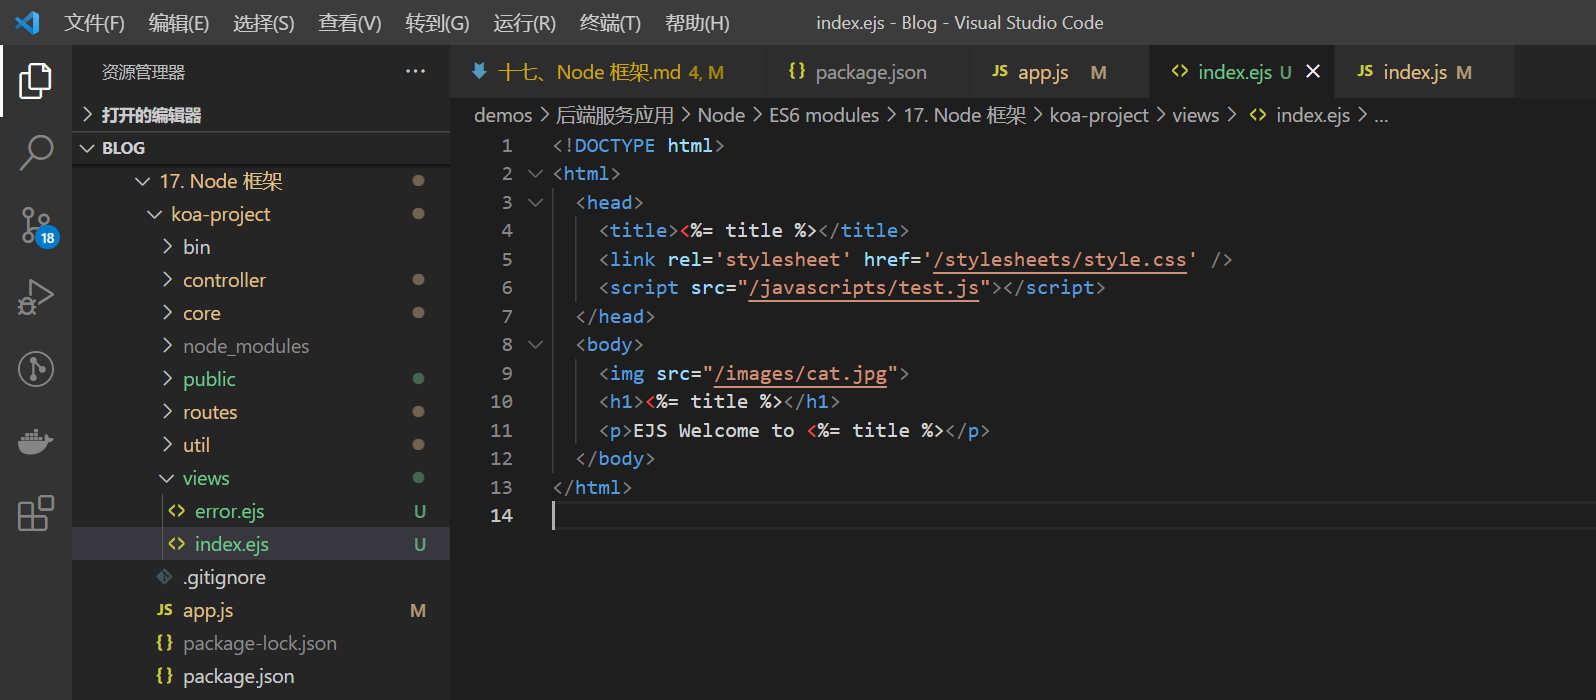 文件(F) 编辑(E) 选择(S) 查看(V) 转到(G) 运行(R) 终端(T) 帮助(H) index.ejs - Blog - Visual Studio Code
资源管理器 ···
打开的编辑器
BLOG
17. Node 框架
koa-project
bin
controller
core
node_modules
public
routes
util
views
error.ejs U
index.ejs U
.gitignore
JS app.js M
{} package-lock.json
{} package.json
18
十七、Node 框架.md 4, M {} package.json JS app.js M <> index.ejs U JS index.js M
demos > 后端服务应用 > Node > ES6 modules > 17. Node 框架 > koa-project > views > <> index.ejs > ...
1 <!DOCTYPE html>
2 <html>
3 <head>
4 <title><%= title %></title>
5 <link rel='stylesheet' href='/stylesheets/style.css' />
6 <script src="/javascripts/test.js"></script>
7 </head>
8 <body>
9 <img src="/images/cat.jpg">
10 <h1><%= title %></h1>
11 <p>EJS Welcome to <%= title %></p>
12 </body>
13 </html>
14